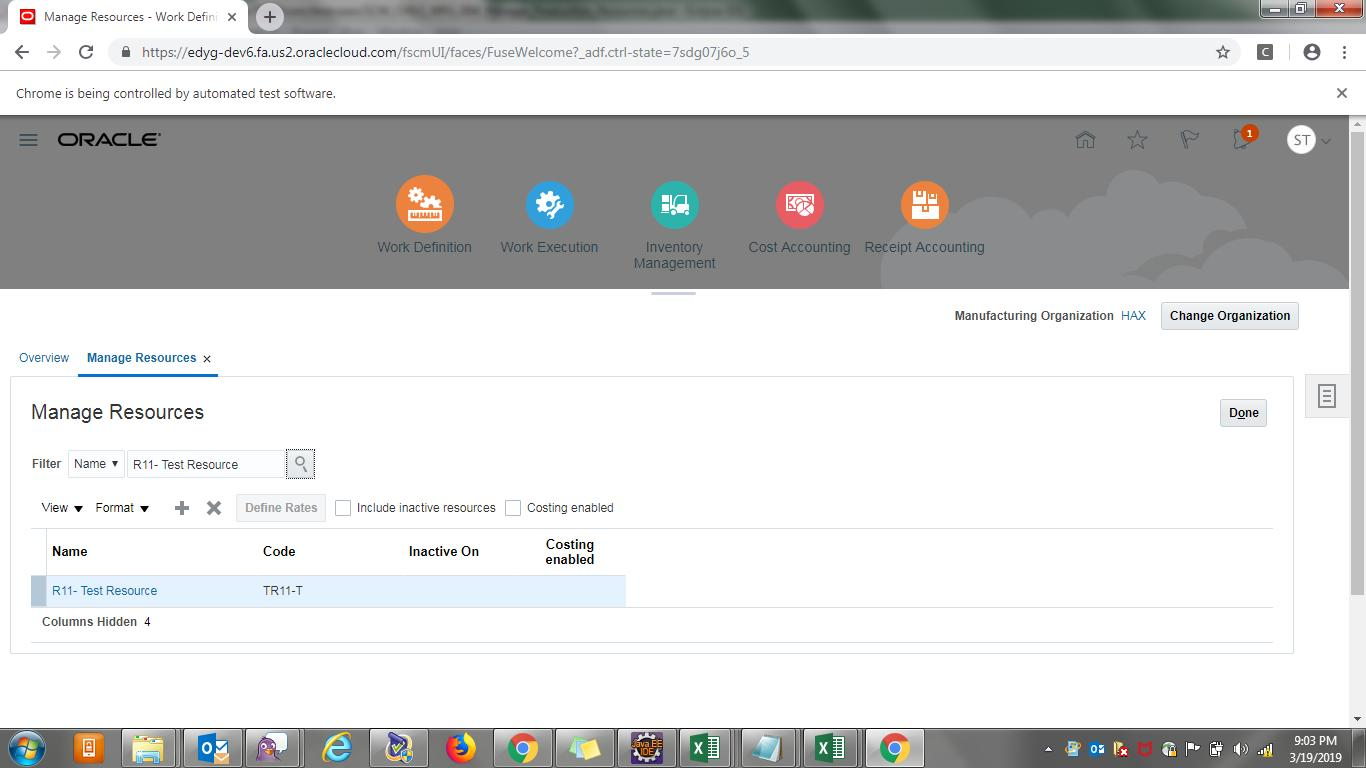 Manage Resources - Work Defini
https://edyg-dev6.fa.us2.oraclecloud.com/fscmUI/faces/FuseWelcome?_adf.ctrl-state=7sdg07j6o_5
C
Chrome is being controlled by automated test software.
ORACLE
1
ST
Work Definition
Work Execution
Inventory
Management
Cost Accounting
Receipt Accounting
Manufacturing Organization HAX
Change Organization
Overview
Manage Resources
Manage Resources
Done
Filter Name R11- Test Resource
View Format Define Rates Include inactive resources Costing enabled
Name Code Inactive On Costing
enabled
R11- Test Resource TR11-T
Columns Hidden 4
Java EE
IDE
9:03 PM
3/19/2019